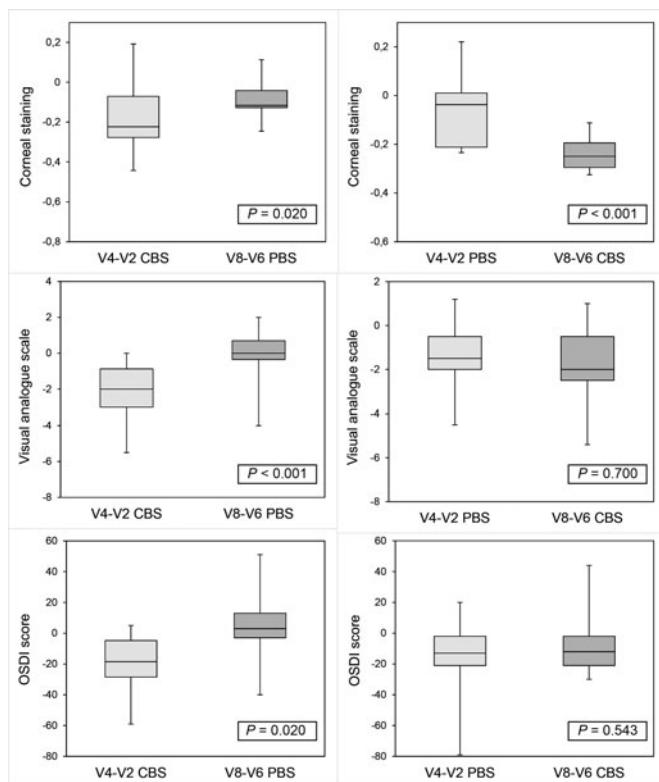 0,2
0
-0,2
-0,4
-0,6
-0,8
Corneal staining
P = 0.020
V4-V2 CBS V8-V6 PBS
0,2
0
-0,2
-0,4
-0,6
Corneal staining
P < 0.001
V4-V2 PBS V8-V6 CBS
4
2
0
-2
-4
-6
-8
Visual analogue scale
P < 0.001
V4-V2 CBS V8-V6 PBS
2
0
-2
-4
-6
-8
Visual analogue scale
P = 0.700
V4-V2 PBS V8-V6 CBS
60
40
20
0
-20
-40
-60
-80
OSDI score
P = 0.020
V4-V2 CBS V8-V6 PBS
60
40
20
0
-20
-40
-60
-80
OSDI score
P = 0.543
V4-V2 PBS V8-V6 CBS